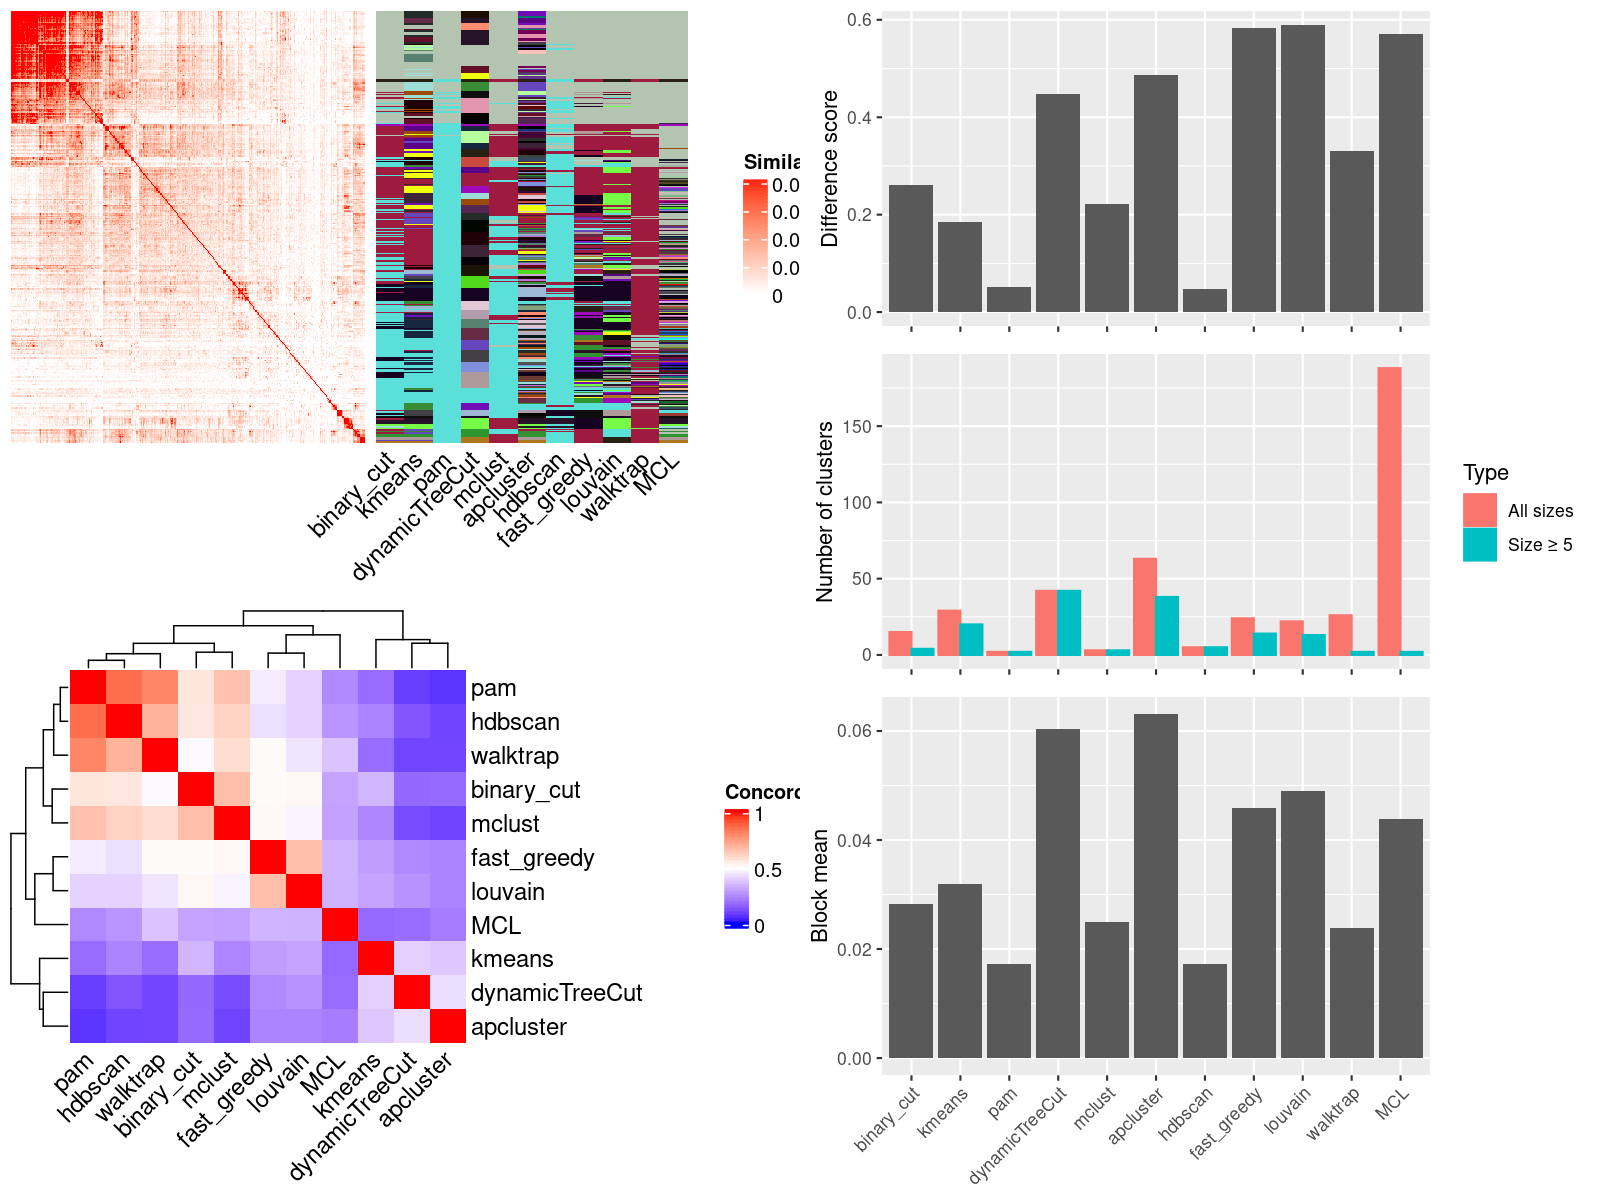 Simila
0.0
0.0
0.0
0.0
0
binary_cut
kmeans
pam
dynamicTreeCut
mclust
apcluster
hdbscan
fast_greedy
louvain
walktrap
MCL
pam
hdbscan
walktrap
binary_cut
mclust
fast_greedy
louvain
MCL
kmeans
dynamicTreeCut
apcluster
pam
hdbscan
walktrap
binary_cut
mclust
fast_greedy
louvain
MCL
kmeans
dynamicTreeCut
apcluster
Concord
1
0.5
0
Difference score
0.6
0.4
0.2
0.0
Number of clusters
150
100
50
0
Type
All sizes
Size ≥ 5
Block mean
0.06
0.04
0.02
0.00
binary_cut
kmeans
pam
dynamicTreeCut
mclust
apcluster
hdbscan
fast_greedy
louvain
walktrap
MCL